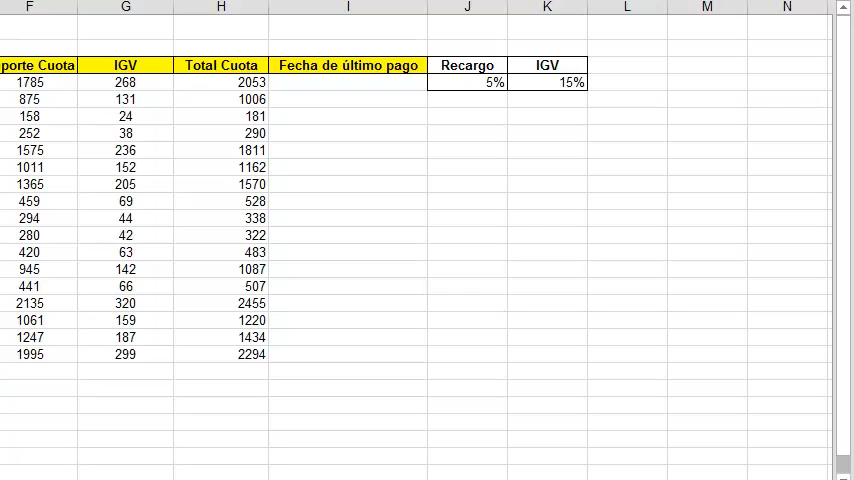 F G H I J K L M N
porte Cuota IGV Total Cuota Fecha de último pago Recargo IGV
1785 268 2053 5% 15%
875 131 1006
158 24 181
252 38 290
1575 236 1811
1011 152 1162
1365 205 1570
459 69 528
294 44 338
280 42 322
420 63 483
945 142 1087
441 66 507
2135 320 2455
1061 159 1220
1247 187 1434
1995 299 2294